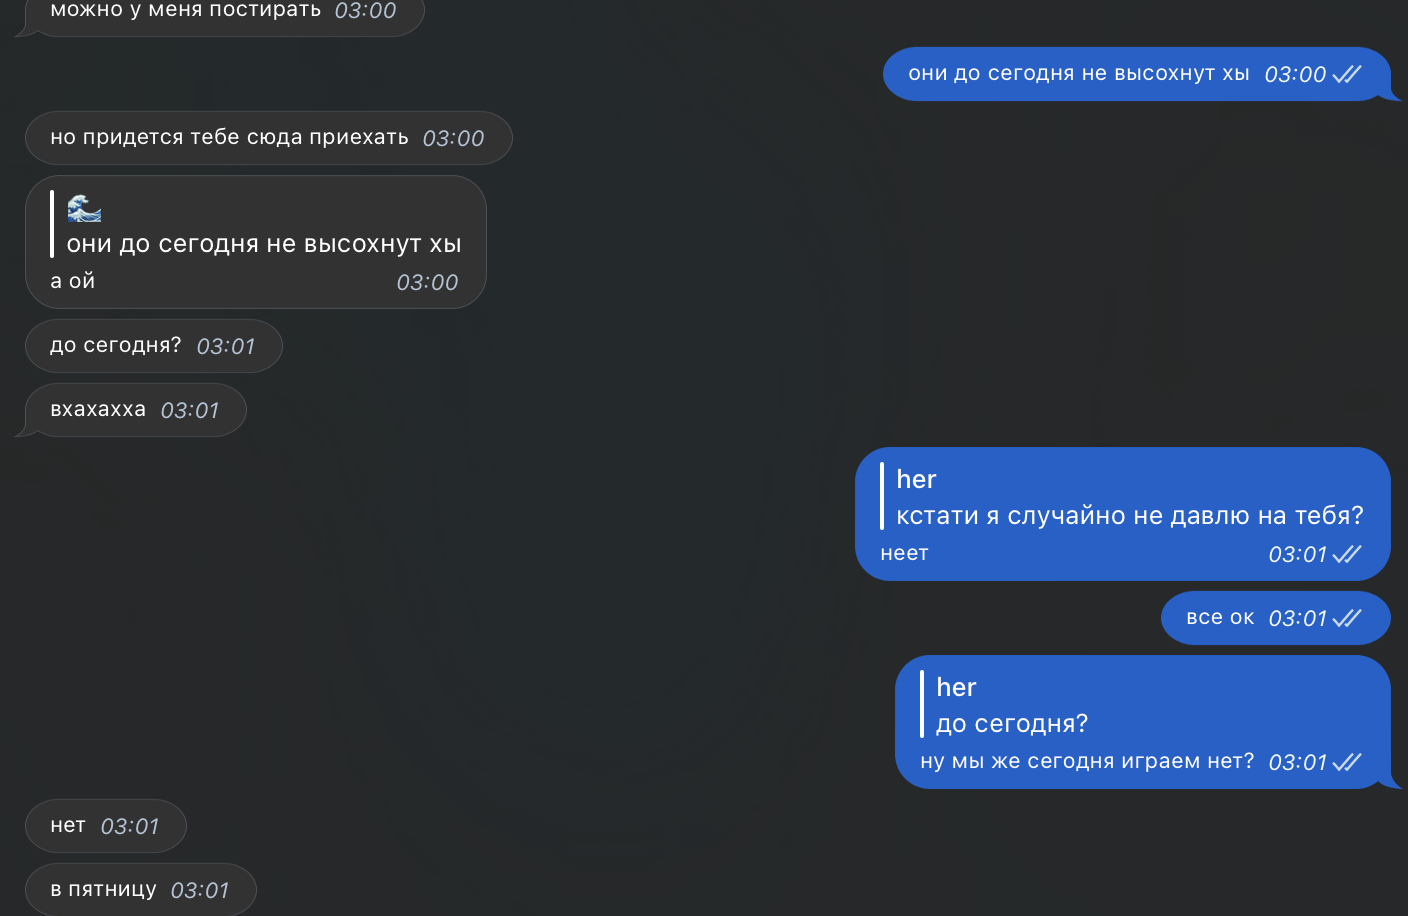 можно у меня постирать 03:00
они до сегодня не высохнут хы 03:00
но придется тебе сюда приехать 03:00
🌊
они до сегодня не высохнут хы
а ой 03:00
до сегодня? 03:01
вхахахха 03:01
her
кстати я случайно не давлю на тебя?
неет 03:01
все ок 03:01
her
до сегодня?
ну мы же сегодня играем нет? 03:01
нет 03:01
в пятницу 03:01